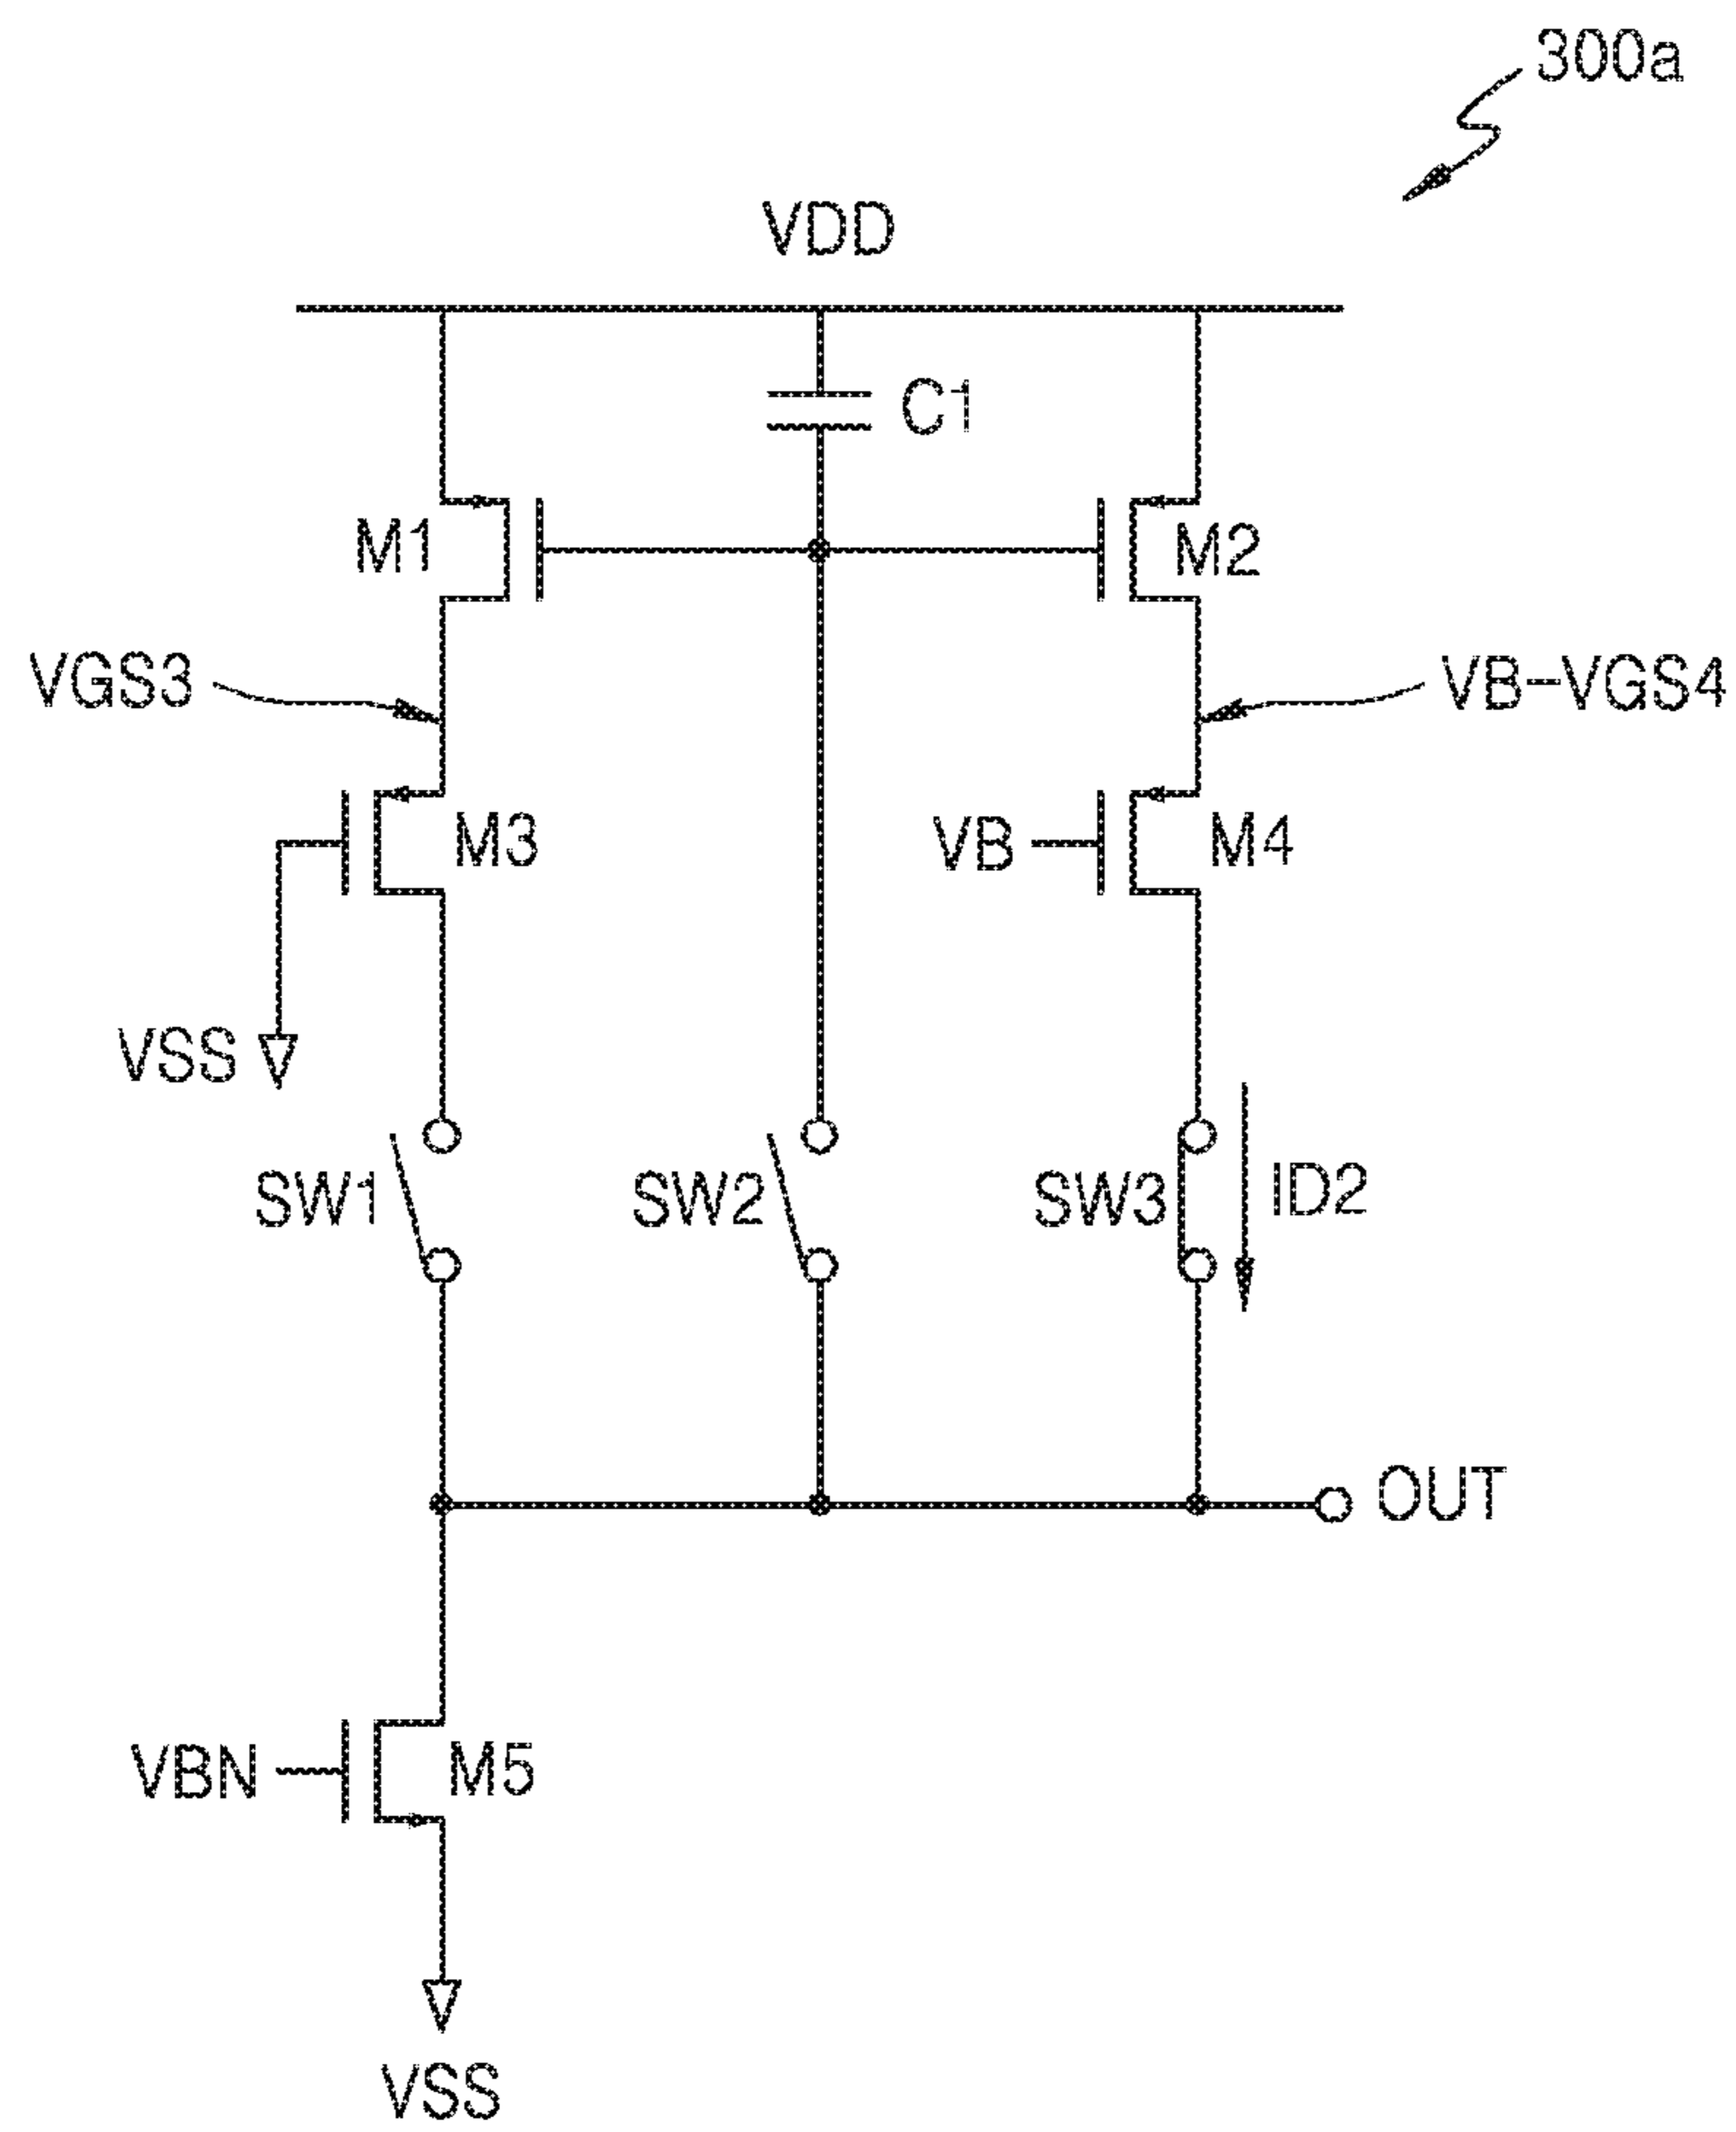 300a
VDD
C1
M1
M2
VGS3
VB-VGS4
M3
VB
M4
VSS
SW1
SW2
SW3
ID2
OUT
VBN
M5
VSS